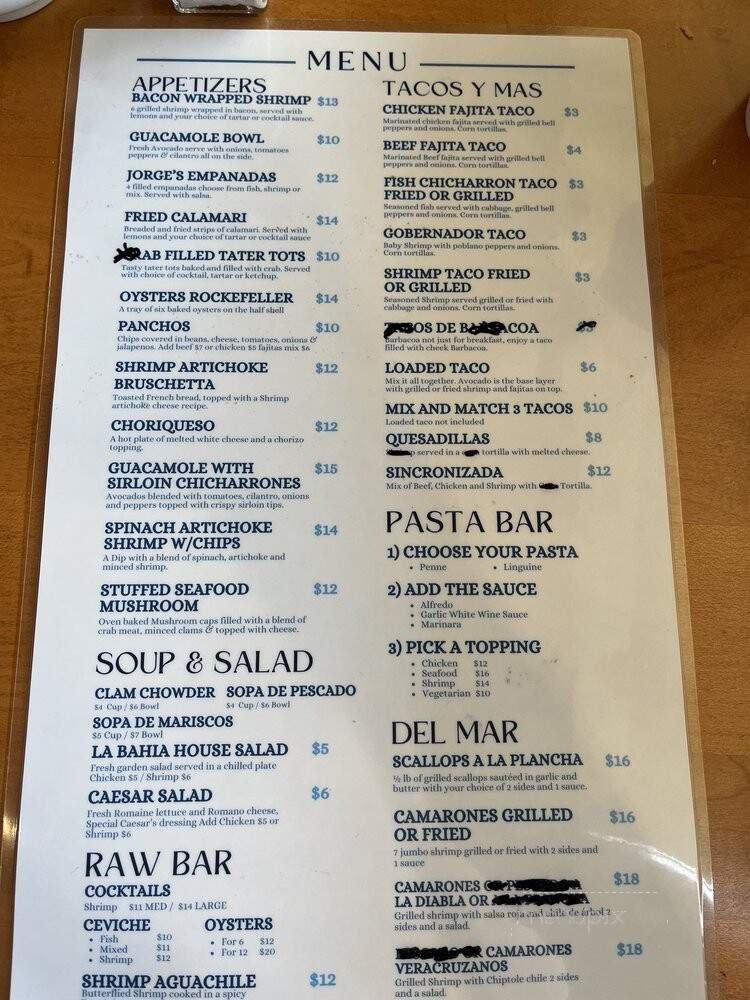 MENU
APPETIZERS
BACON WRAPPED SHRIMP $13
6 grilled shrimp wrapped in bacon, served with
lemons and your choice of tartar or cocktail sauce.
GUACAMOLE BOWL $10
Fresh Avocado serve with onions, tomatoes
peppers & cilantro all on the side.
JORGE'S EMPANADAS $12
4 filled empanadas choose from fish, shrimp or
mix. Served with salsa.
FRIED CALAMARI $14
Breaded and fried strips of calamari. Served with
lemons and your choice of tartar or cocktail sauce
RAB FILLED TATER TOTS $10
Tasty tater tots baked and filled with crab. Served
with choice of cocktail, tartar or ketchup.
OYSTERS ROCKEFELLER $14
A tray of six baked oysters on the half shell
PANCHOS $10
Chips covered in beans, cheese, tomatoes, onions &
jalapenos. Add beef $7 or chicken $5 fajitas mix $6
SHRIMP ARTICHOKE $12
BRUSCHETTA
Toasted French bread, topped with a Shrimp
artichoke cheese recipe.
CHORIQUESO $12
A hot plate of melted white cheese and a chorizo
topping.
GUACAMOLE WITH $15
SIRLOIN CHICHARRONES
Avocados blended with tomatoes, cilantro, onions
and peppers topped with crispy sirloin tips.
SPINACH ARTICHOKE $14
SHRIMP W/CHIPS
A Dip with a blend of spinach, artichoke and
minced shrimp.
STUFFED SEAFOOD $12
MUSHROOM
Oven baked Mushroom caps filled with a blend of
crab meat, minced clams & topped with cheese.
SOUP & SALAD
CLAM CHOWDER SOPA DE PESCADO
$4 Cup / $6 Bowl $4 Cup / $6 Bowl
SOPA DE MARISCOS
$5 Cup / $7 Bowl
LA BAHIA HOUSE SALAD $5
Fresh garden salad served in a chilled plate
Chicken $5 / Shrimp $6
CAESAR SALAD $6
Fresh Romaine lettuce and Romano cheese,
Special Caesar's dressing Add Chicken $5 or
Shrimp $6
RAW BAR
COCKTAILS
Shrimp $11 MED / $14 LARGE
CEVICHE OYSTERS
• Fish $10 • For 6 $12
• Mixed $11 • For 12 $20
• Shrimp $12
SHRIMP AGUACHILE $12
Butterflied Shrimp cooked in a spicy
TACOS Y MAS
CHICKEN FAJITA TACO $3
Marinated chicken fajita served with grilled bell
peppers and onions. Corn tortillas.
BEEF FAJITA TACO $4
Marinated Beef fajita served with grilled bell
peppers and onions. Corn tortillas.
FISH CHICHARRON TACO $3
FRIED OR GRILLED
Seasoned fish served with cabbage, grilled bell
peppers and onions. Corn tortillas.
GOBERNADOR TACO $3
Baby Shrimp with poblano peppers and onions.
Corn tortillas.
SHRIMP TACO FRIED $3
OR GRILLED
Seasoned Shrimp served grilled or fried with
cabbage and onions. Corn tortillas.
OS DE BA ACOA
Barbacoa not just for breakfast, enjoy a taco
filled with cheek Barbacoa.
LOADED TACO $6
Mix it all together. Avocado is the base layer
with grilled or fried shrimp and fajitas on top.
MIX AND MATCH 3 TACOS $10
Loaded taco not included
QUESADILLAS $8
served in a tortilla with melted cheese.
SINCRONIZADA $12
Mix of Beef, Chicken and Shrimp with Tortilla.
PASTA BAR
1) CHOOSE YOUR PASTA
• Penne • Linguine
2) ADD THE SAUCE
• Alfredo
• Garlic White Wine Sauce
• Marinara
3) PICK A TOPPING
• Chicken $12
• Seafood $16
• Shrimp $14
• Vegetarian $10
DEL MAR
SCALLOPS A LA PLANCHA $16
½ lb of grilled scallops sautéed in garlic and
butter with your choice of 2 sides and 1 sauce.
CAMARONES GRILLED $16
OR FRIED
7 jumbo shrimp grilled or fried with 2 sides and
1 sauce
CAMARONES $18
LA DIABLA OR
Grilled shrimp with salsa roja and chile de árbol 2
sides and a salad.
OR CAMARONES $18
VERACRUZANOS
Grilled Shrimp with Chiptole chile 2 sides
and a salad.